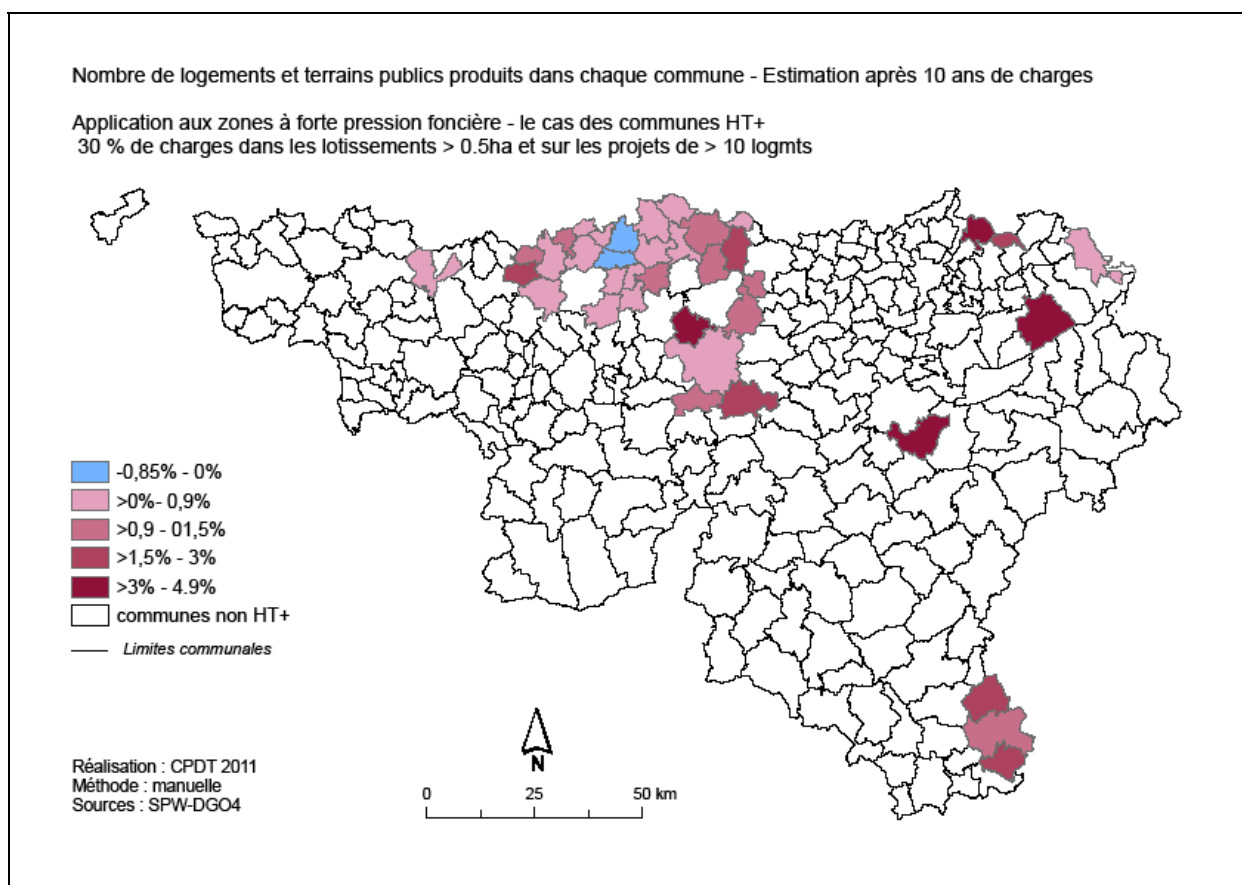 Nombre de logements et terrains publics produits dans chaque commune - Estimation après 10 ans de charges
Application aux zones à forte pression foncière - le cas des communes HT+
30 % de charges dans les lotissements > 0.5ha et sur les projets de > 10 logmts
-0,85% - 0%
>0%- 0,9%
>0,9 - 01,5%
>1,5% - 3%
>3% - 4.9%
communes non HT+
Limites communales
N
Réalisation : CPDT 2011
Méthode : manuelle
Sources : SPW-DGO4
0 25 50 km